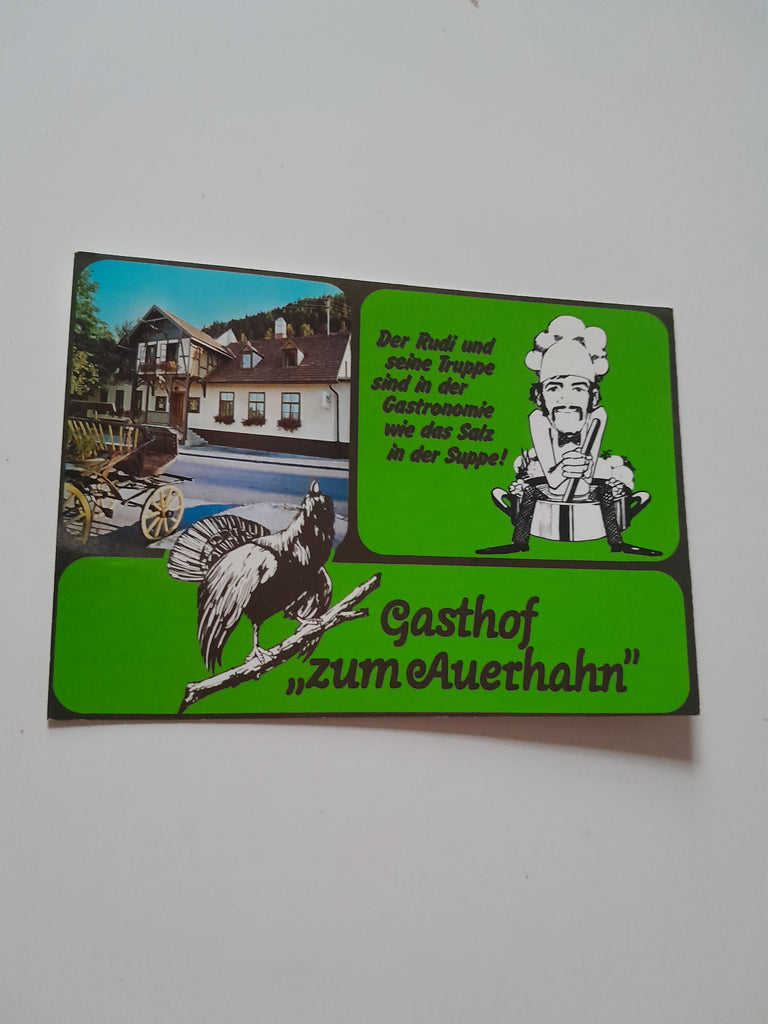 Der Rudi und
seine Truppe
sind in der
Gastronomie
wie das Salz
in der Suppe!
Gasthof
„zum Auerhahn”